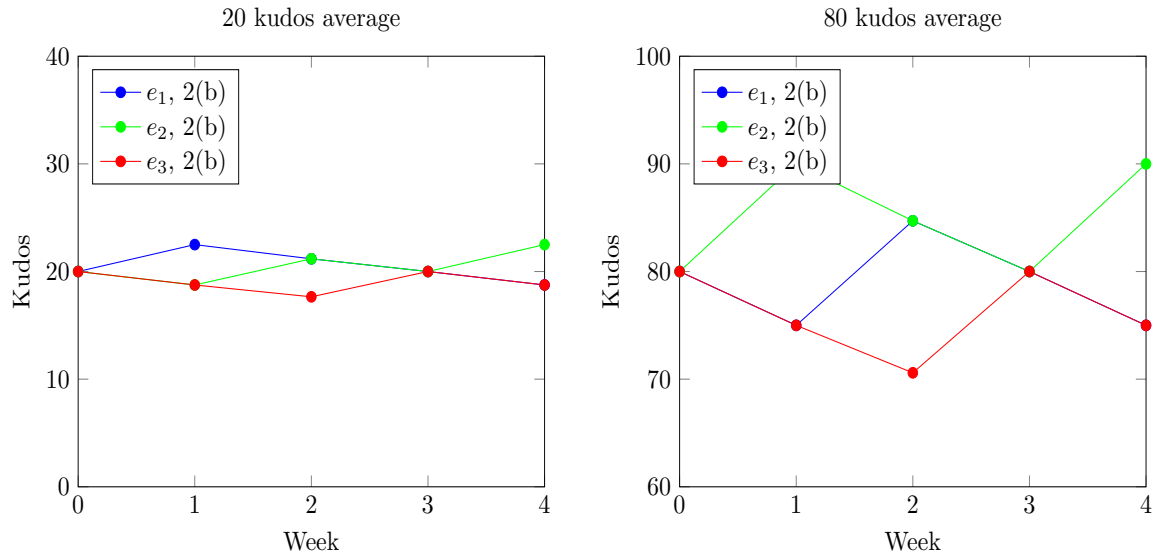 20 kudos average
40
30
20
10
0
Kudos
e₁, 2(b)
e₂, 2(b)
e₃, 2(b)
0 1 2 3 4
Week
80 kudos average
100
90
80
70
60
Kudos
e₁, 2(b)
e₂, 2(b)
e₃, 2(b)
0 1 2 3 4
Week